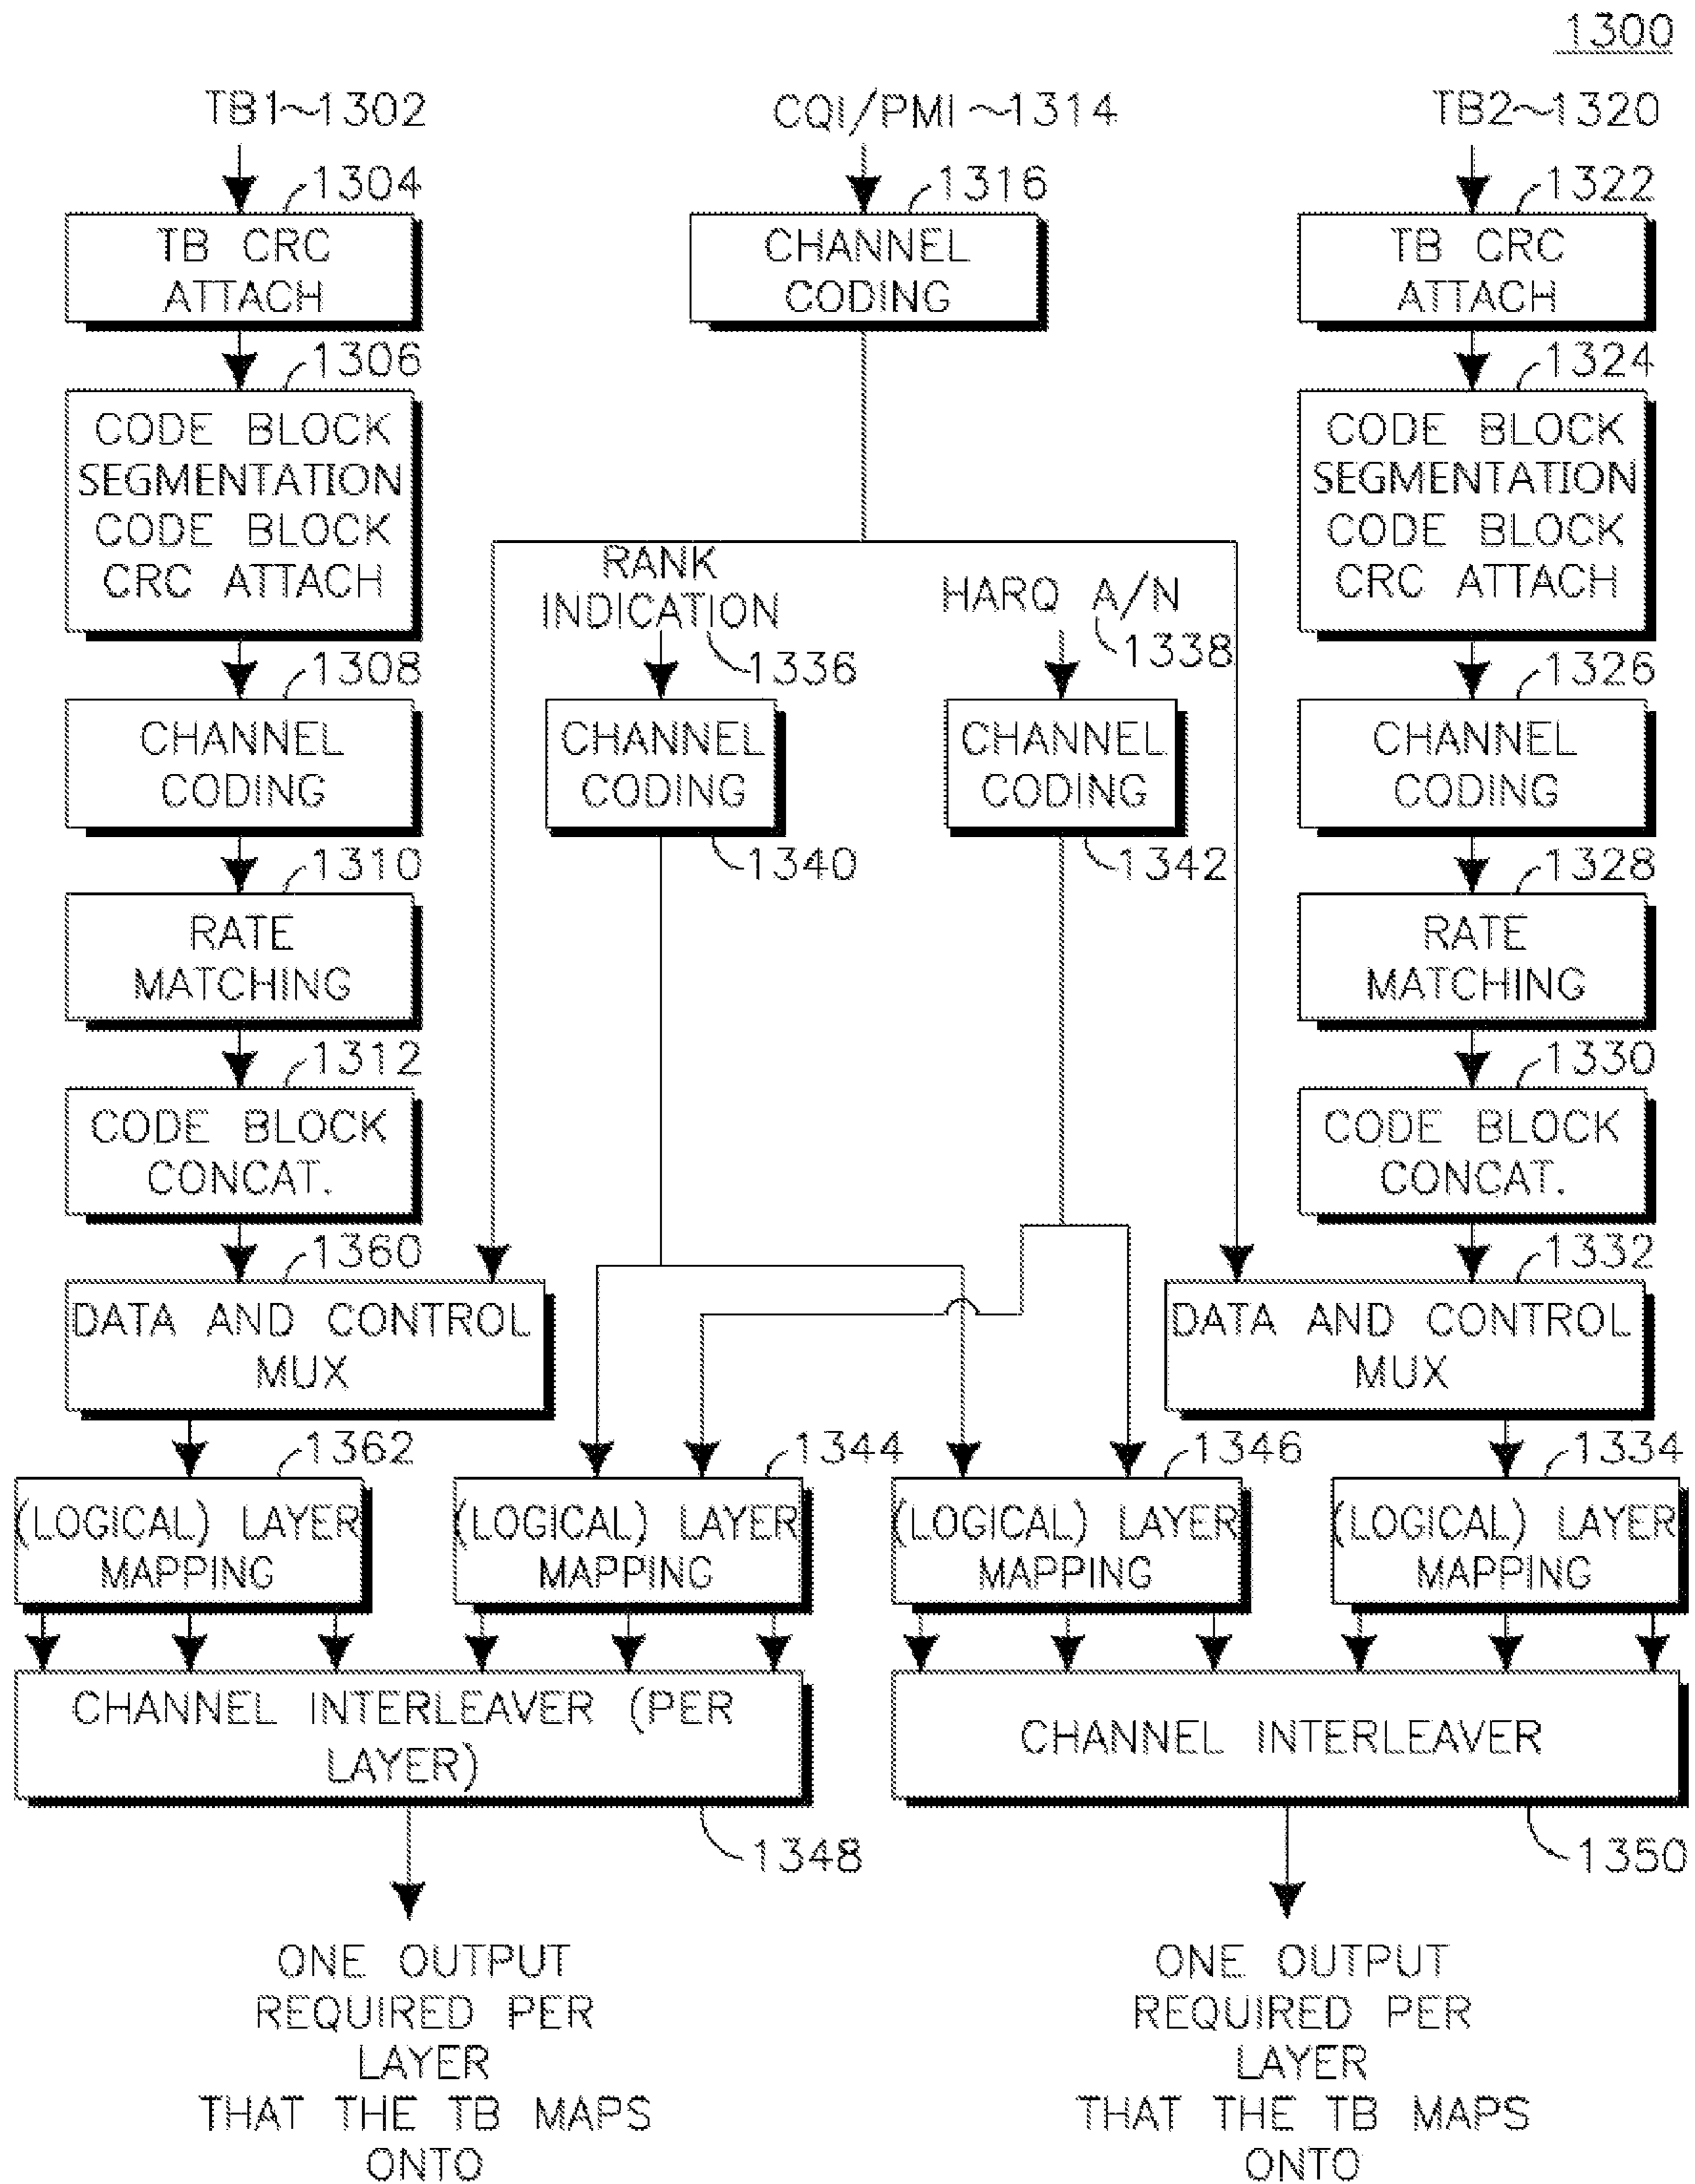 1300
TB1~1302
CQI/PMI~1314
TB2~1320
1304
1316
1322
TB CRC
ATTACH
CHANNEL
CODING
TB CRC
ATTACH
1306
1324
CODE BLOCK
SEGMENTATION
CODE BLOCK
CRC ATTACH
CODE BLOCK
SEGMENTATION
CODE BLOCK
CRC ATTACH
RANK
INDICATION
1336
HARQ A/N
1338
1308
1326
CHANNEL
CODING
CHANNEL
CODING
CHANNEL
CODING
CHANNEL
CODING
1310
1340
1342
1328
RATE
MATCHING
RATE
MATCHING
1312
1330
CODE BLOCK
CONCAT.
CODE BLOCK
CONCAT.
1360
1332
DATA AND CONTROL
MUX
DATA AND CONTROL
MUX
1362
1344
1346
1334
(LOGICAL) LAYER
MAPPING
(LOGICAL) LAYER
MAPPING
(LOGICAL) LAYER
MAPPING
(LOGICAL) LAYER
MAPPING
CHANNEL INTERLEAVER (PER
LAYER)
CHANNEL INTERLEAVER
1348
1350
ONE OUTPUT
REQUIRED PER
LAYER
THAT THE TB MAPS
ONTO
ONE OUTPUT
REQUIRED PER
LAYER
THAT THE TB MAPS
ONTO